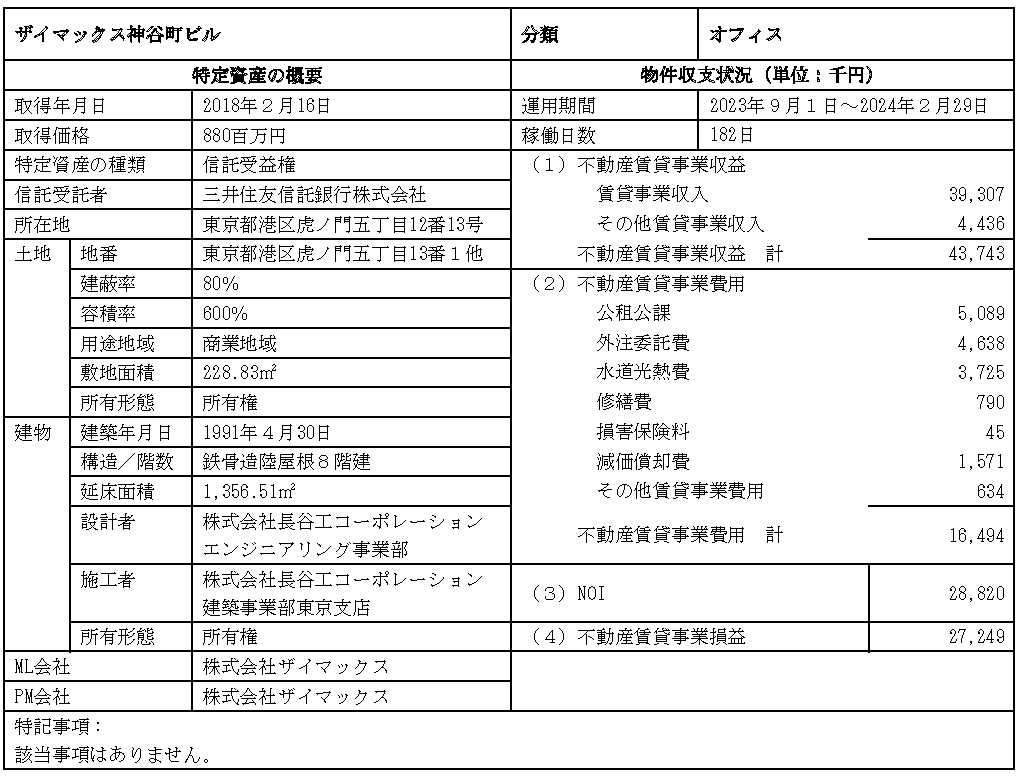 ザイマックス神谷町ビル 分類 オフィス
特定資産の概要 物件収支状況（単位：千円）
取得年月日 2018年２月16日 運用期間 2023年９月１日～2024年２月29日
取得価格 880百万円 稼働日数 182日
特定資産の種類 信託受益権 （１）不動産賃貸事業収益
信託受託者 三井住友信託銀行株式会社 賃貸事業収入 39,307
所在地 東京都港区虎ノ門五丁目12番13号 その他賃貸事業収入 4,436
土地 地番 東京都港区虎ノ門五丁目13番１他 不動産賃貸事業収益　計 43,743
建蔽率 80% （２）不動産賃貸事業費用
容積率 600% 公租公課 5,089
用途地域 商業地域 外注委託費 4,638
敷地面積 228.83㎡ 水道光熱費 3,725
所有形態 所有権 修繕費 790
建物 建築年月日 1991年４月30日 損害保険料 45
構造／階数 鉄骨造陸屋根８階建 減価償却費 1,571
延床面積 1,356.51㎡ その他賃貸事業費用 634
設計者 株式会社長谷工コーポレーション
エンジニアリング事業部 不動産賃貸事業費用　計 16,494
施工者 株式会社長谷工コーポレーション
建築事業部東京支店 （３）NOI 28,820
所有形態 所有権 （４）不動産賃貸事業損益 27,249
ML会社 株式会社ザイマックス
PM会社 株式会社ザイマックス
特記事項：
該当事項はありません。